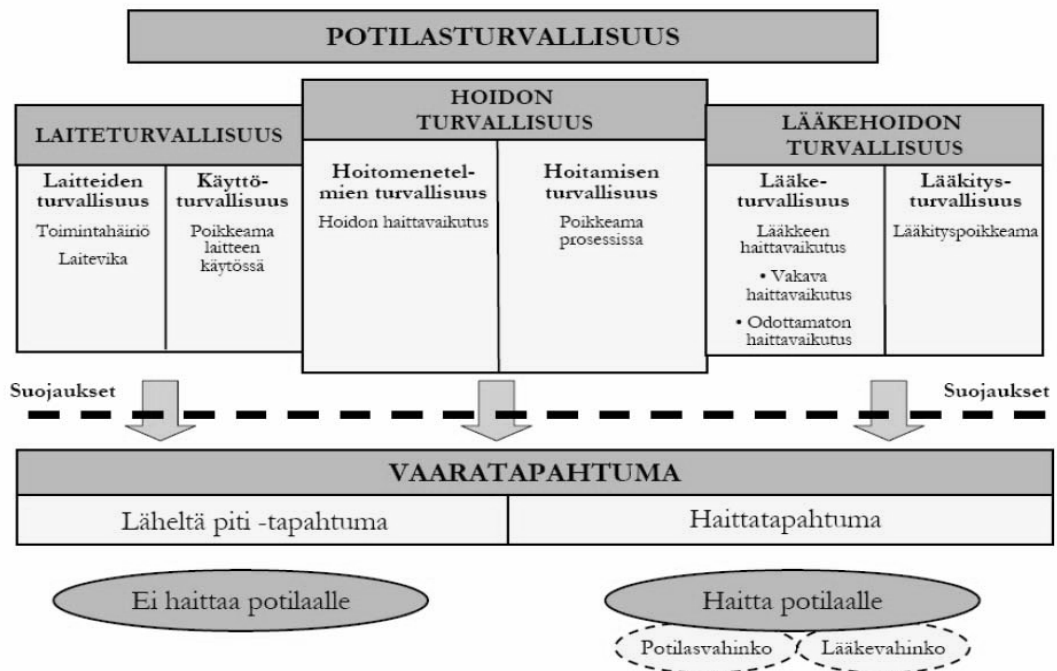 POTILASTURVALLISUUS
LAITETURVALLISUUS
Laitteiden
turvallisuus
Toimintahäiriö
Laitevika
Käyttö-
turvallisuus
Poikkeama
laitteen
käytössä
HOIDON
TURVALLISUUS
Hoitomenetel-
mien turvallisuus
Hoidon haittavaikutus
Hoitamisen
turvallisuus
Poikkeama
prosessissa
LÄÄKEHOIDON
TURVALLISUUS
Lääke-
turvallisuus
Lääkkeen
haittavaikutus
• Vakava
haittavaikutus
• Odottamaton
haittavaikutus
Lääkitys-
turvallisuus
Lääkityspoikkeama
Suojaukset
Suojaukset
VAARATAPAHTUMA
Läheltä piti -tapahtuma
Haittatapahtuma
Ei haittaa potilaalle
Haitta potilaalle
Potilasvahinko
Lääkevahinko